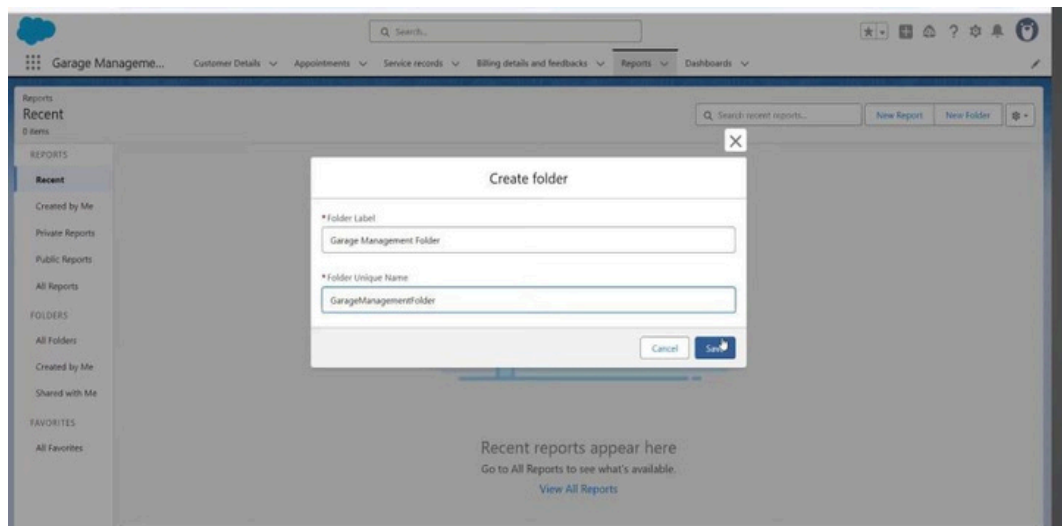 Search...
Garage Manageme...
Customer Details
Appointments
Service records
Billing details and feedbacks
Reports
Dashboards
Reports
Recent
0 items
Search recent reports...
New Report
New Folder
REPORTS
Recent
Created by Me
Private Reports
Public Reports
All Reports
FOLDERS
All Folders
Created by Me
Shared with Me
FAVORITES
All Favorites
Create folder
*Folder Label
Garage Management Folder
*Folder Unique Name
GarageManagementFolder
Cancel
Save
Recent reports appear here
Go to All Reports to see what's available.
View All Reports